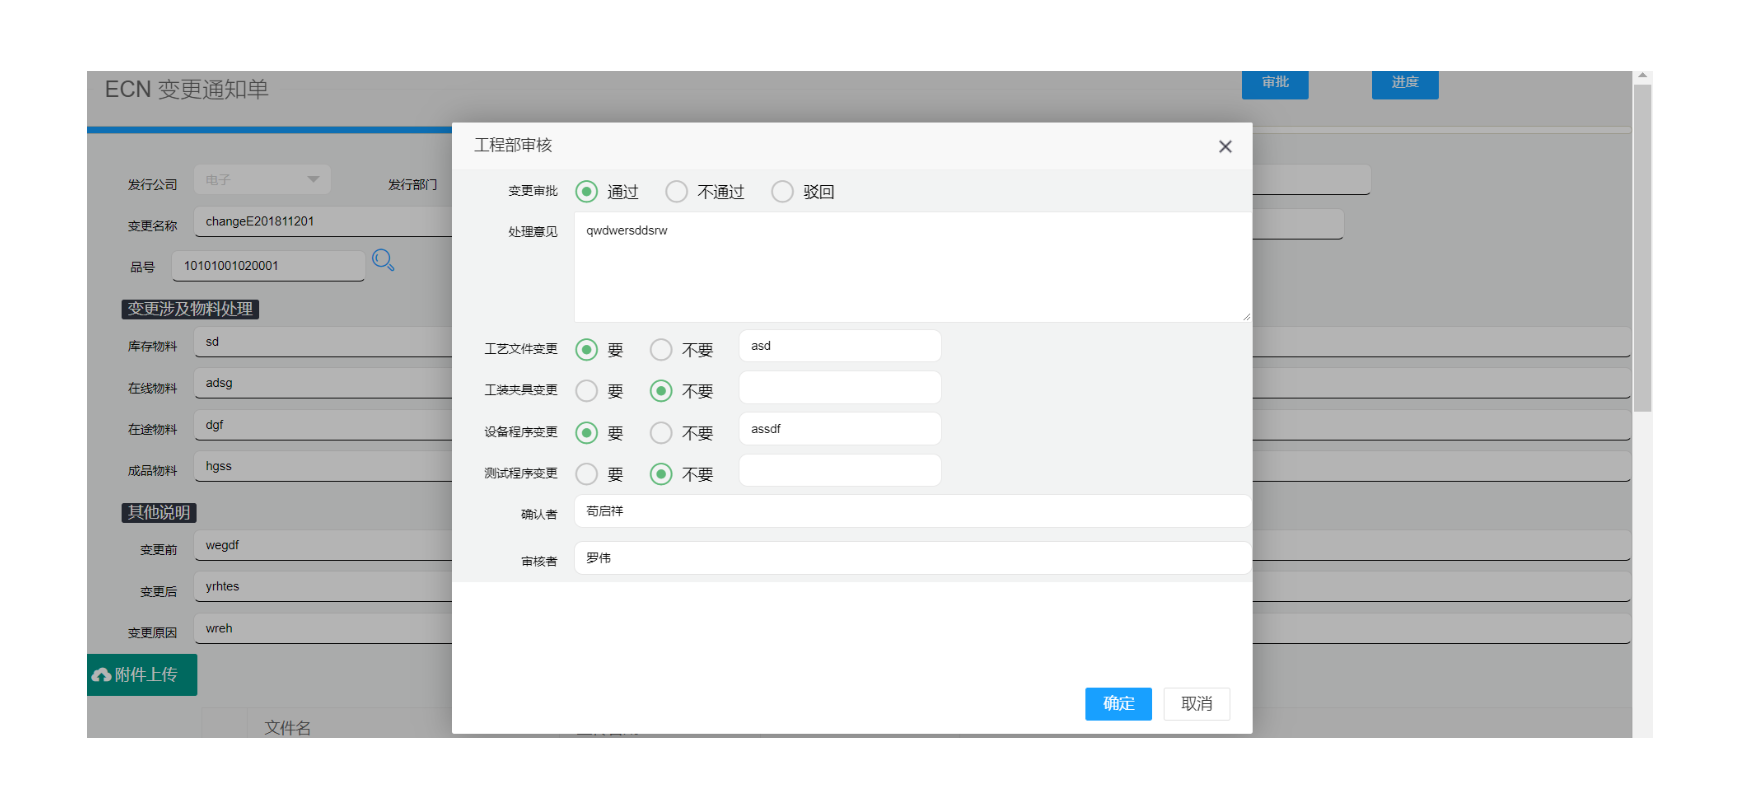 ECN 变更通知单
审批 进度
工程部审核
发行公司 电子 发行部门
变更审批 通过 不通过 驳回
变更名称 changeE201811201
处理意见 qwdwersddsrw
品号 10101001020001
变更涉及物料处理
库存物料 sd
工艺文件变更 要 不要 asd
在线物料 adsg
工装夹具变更 要 不要
在途物料 dgf
设备程序变更 要 不要 assdf
成品物料 hgss
测试程序变更 要 不要
其他说明
确认者 苟启祥
变更前 wegdf
审核者 罗伟
变更后 yrhtes
变更原因 wreh
附件上传
确定 取消
文件名